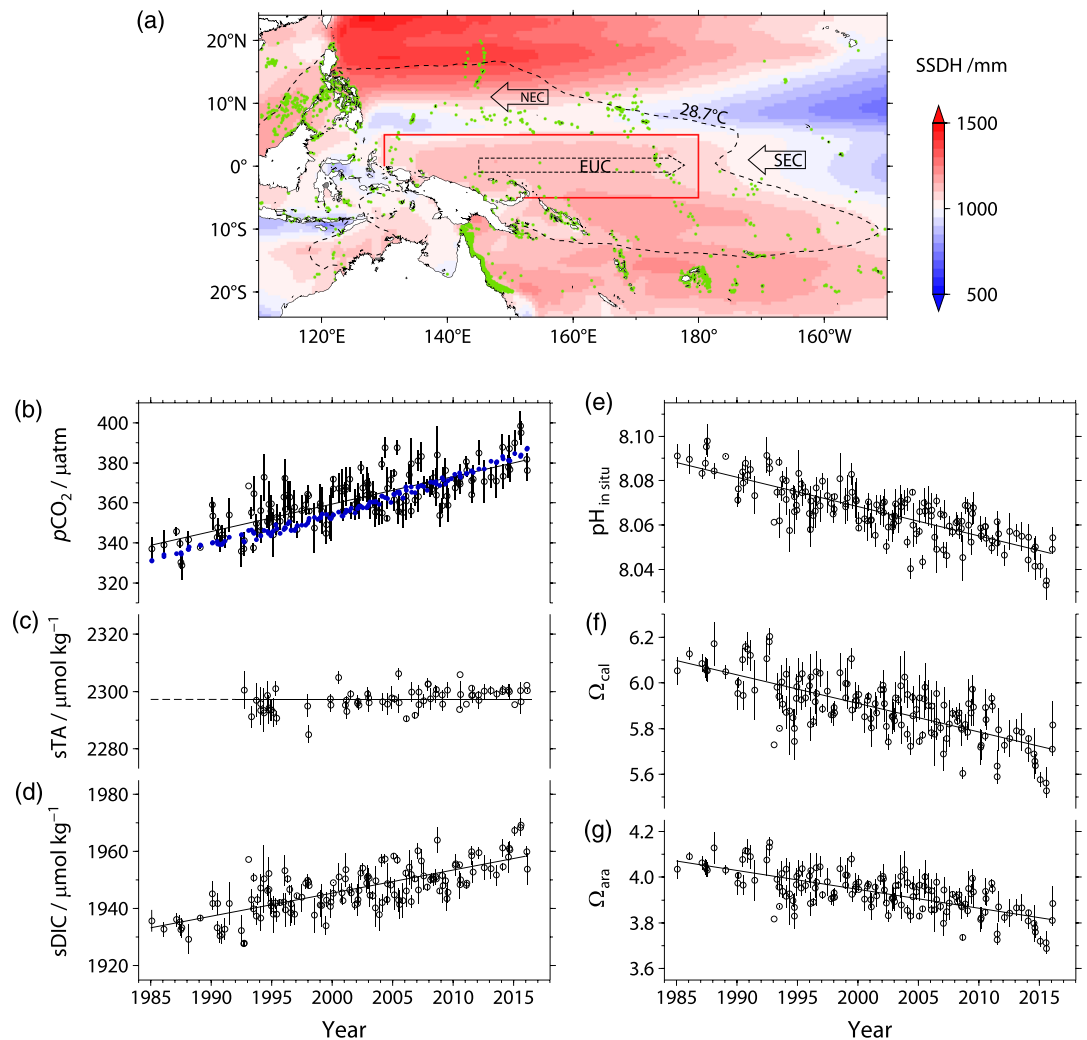 (a)
20°N
10°N
0°
10°S
20°S
120°E
140°E
160°E
180°
160°W
NEC
28.7°C
EUC
SEC
SSDH /mm
1500
1000
500
(b)
pCO2 / μatm
400
380
360
340
320
(c)
sTA / μmol kg−1
2320
2300
2280
(d)
sDIC / μmol kg−1
1980
1960
1940
1920
1985 1990 1995 2000 2005 2010 2015
Year
(e)
pHin situ
8.10
8.08
8.06
8.04
(f)
Ωcal
6.2
6.0
5.8
5.6
(g)
Ωara
4.2
4.0
3.8
3.6
1985 1990 1995 2000 2005 2010 2015
Year